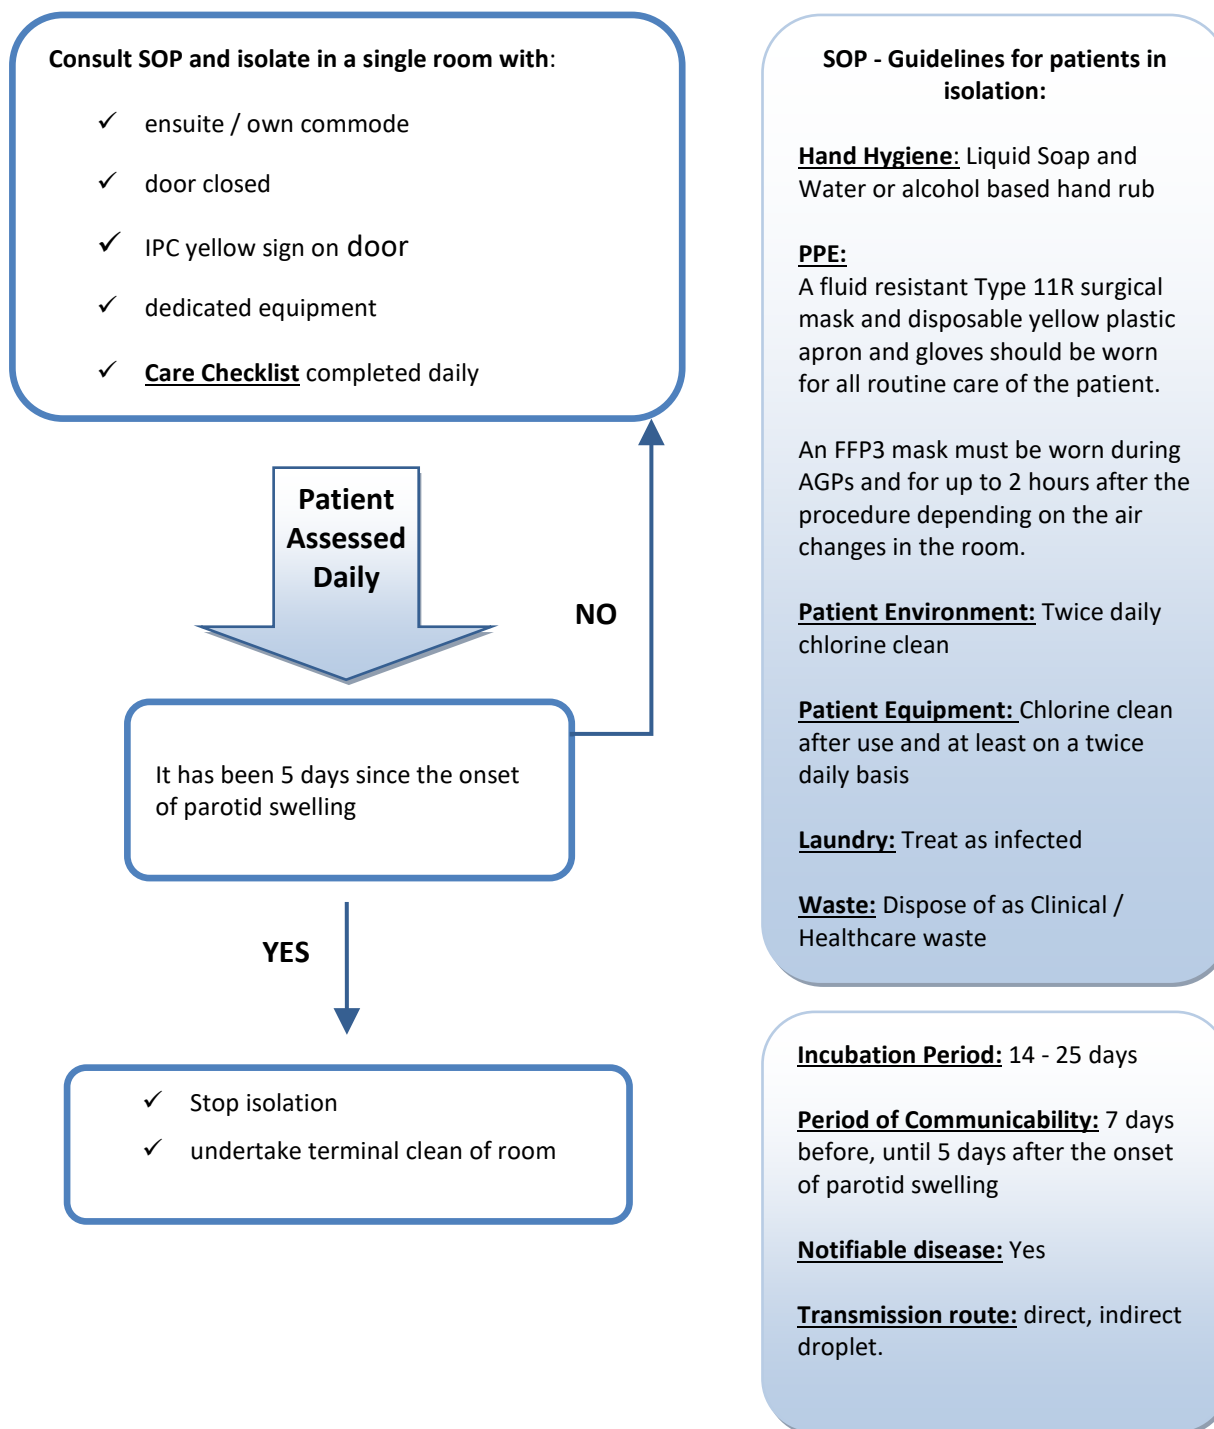 Consult SOP and isolate in a single room with:
✓ ensuite / own commode
✓ door closed
✓ IPC yellow sign on door
✓ dedicated equipment
✓ Care Checklist completed daily
Patient
Assessed
Daily
NO
It has been 5 days since the onset
of parotid swelling
YES
✓ Stop isolation
✓ undertake terminal clean of room
SOP - Guidelines for patients in
isolation:
Hand Hygiene: Liquid Soap and
Water or alcohol based hand rub
PPE:
A fluid resistant Type 11R surgical
mask and disposable yellow plastic
apron and gloves should be worn
for all routine care of the patient.
An FFP3 mask must be worn during
AGPs and for up to 2 hours after the
procedure depending on the air
changes in the room.
Patient Environment: Twice daily
chlorine clean
Patient Equipment: Chlorine clean
after use and at least on a twice
daily basis
Laundry: Treat as infected
Waste: Dispose of as Clinical /
Healthcare waste
Incubation Period: 14 - 25 days
Period of Communicability: 7 days
before, until 5 days after the onset
of parotid swelling
Notifiable disease: Yes
Transmission route: direct, indirect
droplet.